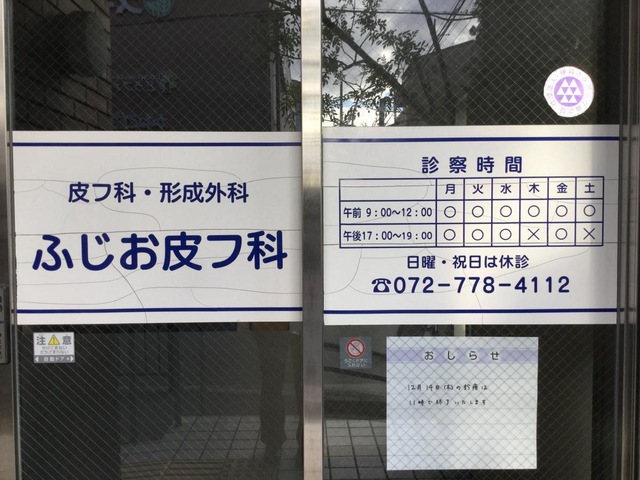 皮フ科・形成外科
ふじお皮フ科
診察時間
月 火 水 木 金 土
午前 9：00～12：00 ○ ○ ○ ○ ○ ○
午後17：00～19：00 ○ ○ ○ × ○ ×
日曜・祝日は休診
☎072-778-4112
注意
自動ドア
おしらせ
12月14日(木)の診療は
11時で終了いたします